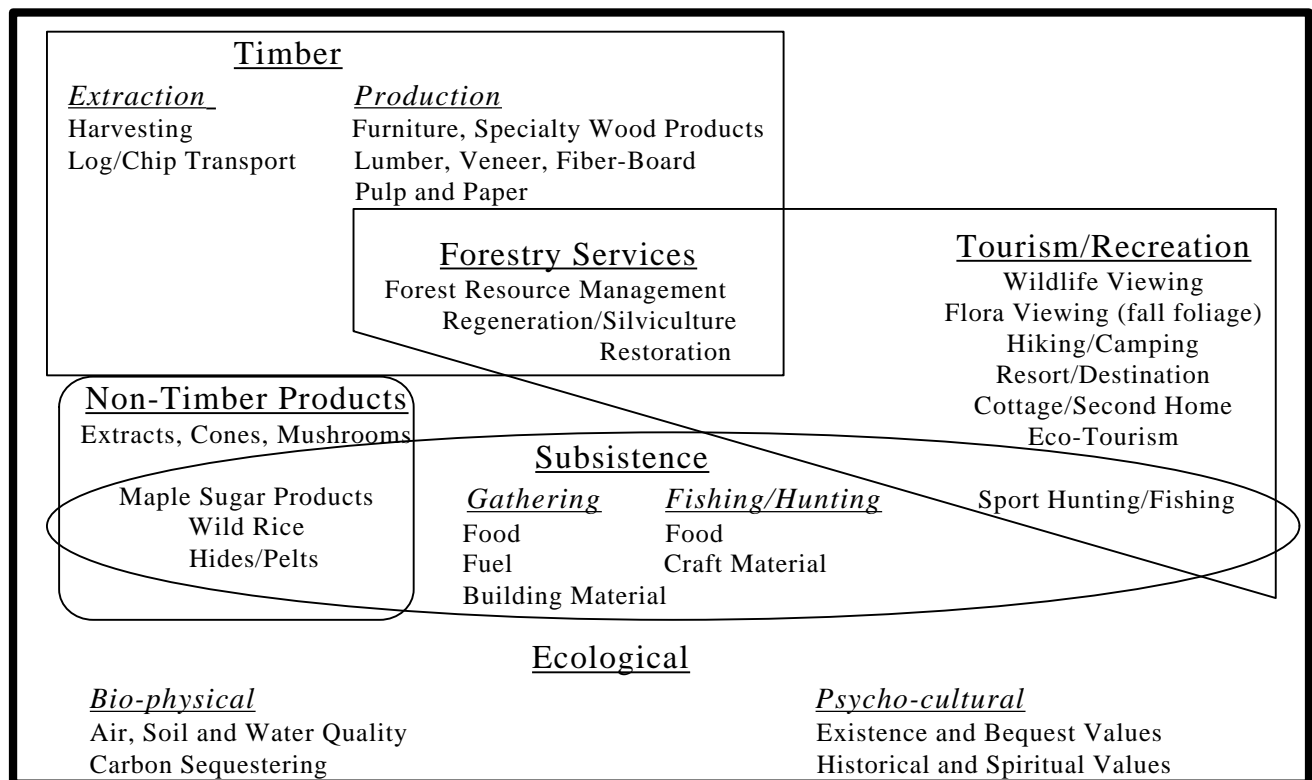 Timber
Extraction
Production
Harvesting
Furniture, Specialty Wood Products
Log/Chip Transport
Lumber, Veneer, Fiber-Board
Pulp and Paper
Forestry Services
Forest Resource Management
Regeneration/Silviculture
Restoration
Tourism/Recreation
Wildlife Viewing
Flora Viewing (fall foliage)
Hiking/Camping
Resort/Destination
Cottage/Second Home
Eco-Tourism
Sport Hunting/Fishing
Non-Timber Products
Extracts, Cones, Mushrooms
Maple Sugar Products
Wild Rice
Hides/Pelts
Subsistence
Gathering
Food
Fuel
Building Material
Fishing/Hunting
Food
Craft Material
Ecological
Bio-physical
Air, Soil and Water Quality
Carbon Sequestering
Psycho-cultural
Existence and Bequest Values
Historical and Spiritual Values